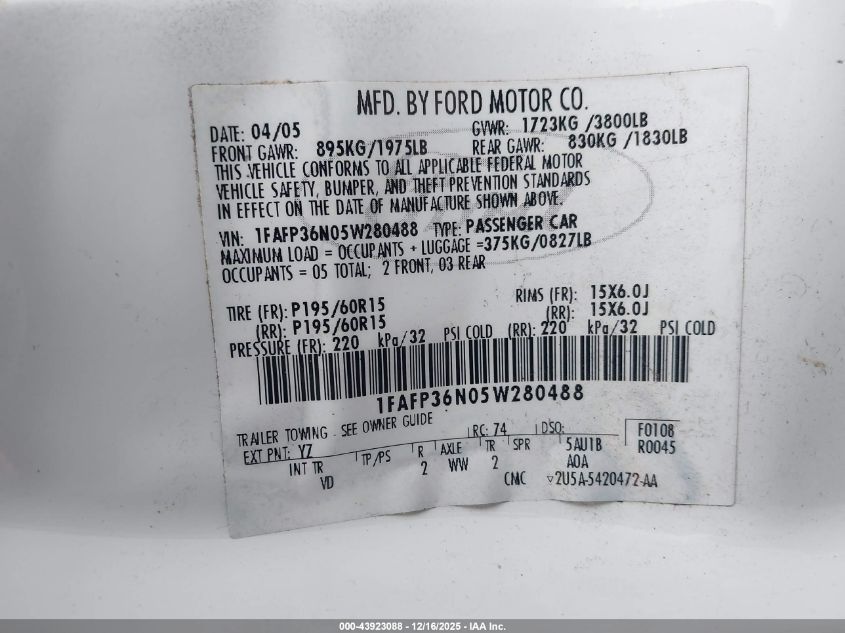 MFD. BY FORD MOTOR CO.
DATE: 04/05 GVWR: 1723KG /3800LB
FRONT GAWR: 895KG/1975LB REAR GAWR: 830KG /1830LB
THIS VEHICLE CONFORMS TO ALL APPLICABLE FEDERAL MOTOR
VEHICLE SAFETY, BUMPER, AND THEFT PREVENTION STANDARDS
IN EFFECT ON THE DATE OF MANUFACTURE SHOWN ABOVE.
VIN: 1FAFP36N05W280488 TYPE: PASSENGER CAR
MAXIMUM LOAD = OCCUPANTS + LUGGAGE =375KG/0827LB
OCCUPANTS = 05 TOTAL; 2 FRONT, 03 REAR
TIRE (FR): P195/60R15 RIMS (FR): 15X6.0J
(RR): P195/60R15 (RR): 15X6.0J
PRESSURE (FR): 220 kPa/32 PSI COLD (RR): 220 kPa/32 PSI COLD
1FAFP36N05W280488
TRAILER TOWING - SEE OWNER GUIDE RC: 74 DSO: F0108
EXT PNT: YZ R AXLE TR SPR 5AU1B R0045
INT TR TP/PS 2 WW 2 A0A
VD CMC ▽2U5A-5420472-AA
000-43923088 - 12/16/2025 - IAA Inc.